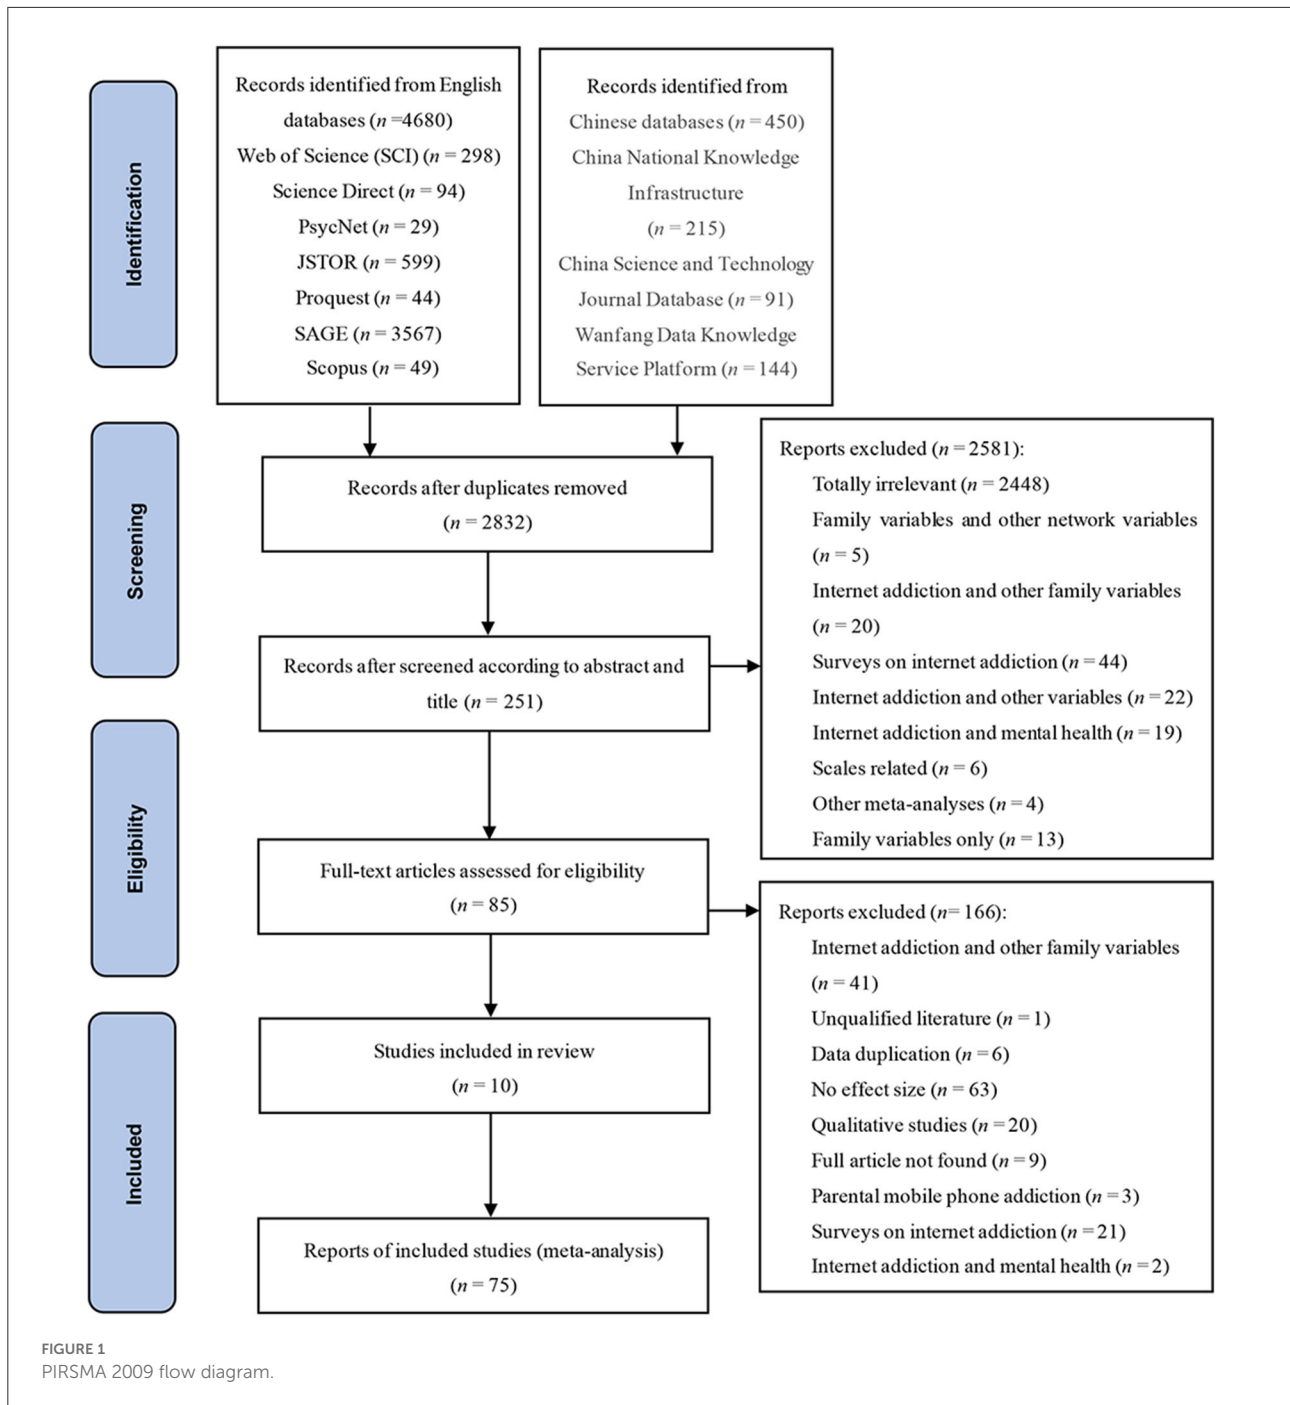 Identification
Records identified from English
databases (n =4680)
Web of Science (SCI) (n = 298)
Science Direct (n = 94)
PsycNet (n = 29)
JSTOR (n = 599)
Proquest (n = 44)
SAGE (n = 3567)
Scopus (n = 49)
Records identified from
Chinese databases (n = 450)
China National Knowledge
Infrastructure
(n = 215)
China Science and Technology
Journal Database (n = 91)
Wanfang Data Knowledge
Service Platform (n = 144)
Screening
Records after duplicates removed
(n = 2832)
Records after screened according to abstract and
title (n = 251)
Reports excluded (n = 2581):
Totally irrelevant (n = 2448)
Family variables and other network variables
(n = 5)
Internet addiction and other family variables
(n = 20)
Surveys on internet addiction (n = 44)
Internet addiction and other variables (n = 22)
Internet addiction and mental health (n = 19)
Scales related (n = 6)
Other meta-analyses (n = 4)
Family variables only (n = 13)
Eligibility
Full-text articles assessed for eligibility
(n = 85)
Reports excluded (n= 166):
Internet addiction and other family variables
(n = 41)
Unqualified literature (n = 1)
Data duplication (n = 6)
No effect size (n = 63)
Qualitative studies (n = 20)
Full article not found (n = 9)
Parental mobile phone addiction (n = 3)
Surveys on internet addiction (n = 21)
Internet addiction and mental health (n = 2)
Included
Studies included in review
(n = 10)
Reports of included studies (meta-analysis)
(n = 75)
FIGURE 1
PIRSMA 2009 flow diagram.